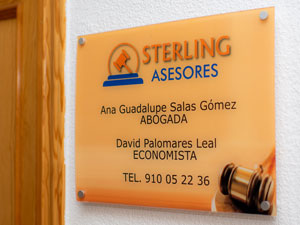 STERLING
ASESORES
Ana Guadalupe Salas Gómez
ABOGADA
David Palomares Leal
ECONOMISTA
TEL. 910 05 22 36